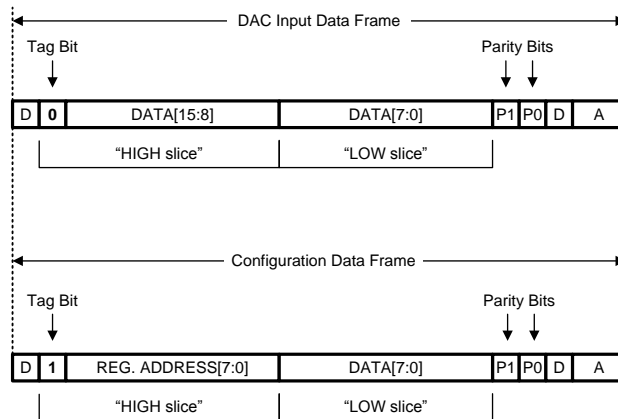 DAC Input Data Frame
Tag Bit Parity Bits
D 0 DATA[15:8] DATA[7:0] P1 P0 D A
“HIGH slice” “LOW slice”
Configuration Data Frame
Tag Bit Parity Bits
D 1 REG. ADDRESS[7:0] DATA[7:0] P1 P0 D A
“HIGH slice” “LOW slice”